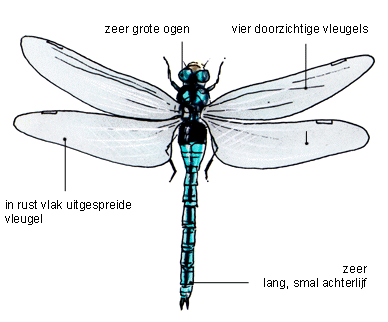 zeer grote ogen
vier doorzichtige vleugels
in rust vlak uitgespreide
vleugel
zeer
lang, smal achterlijf